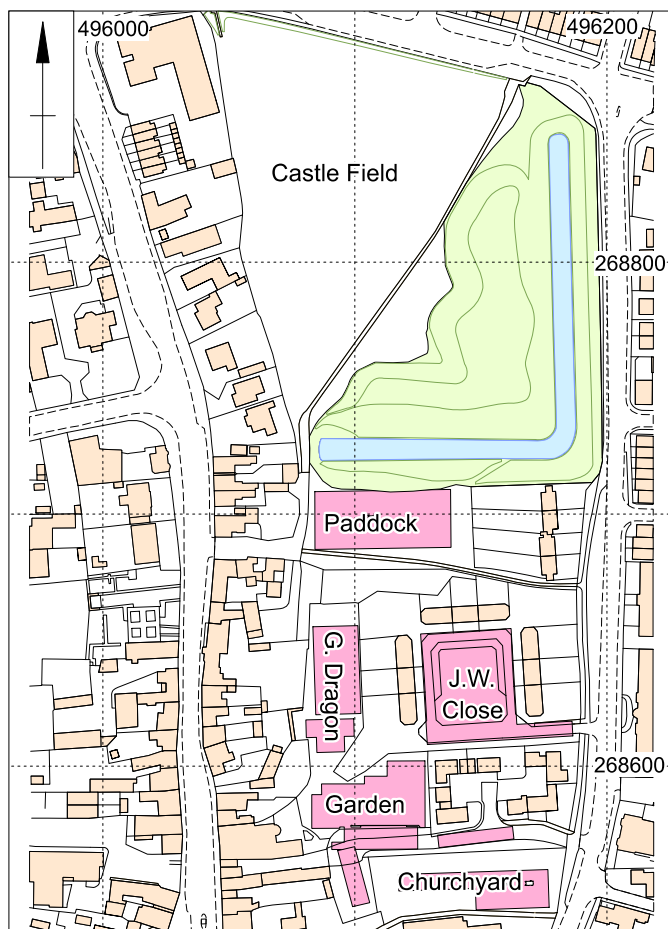 496000
496200
Castle Field
268800
Paddock
G. Dragon
J.W.
Close
268600
Garden
Churchyard